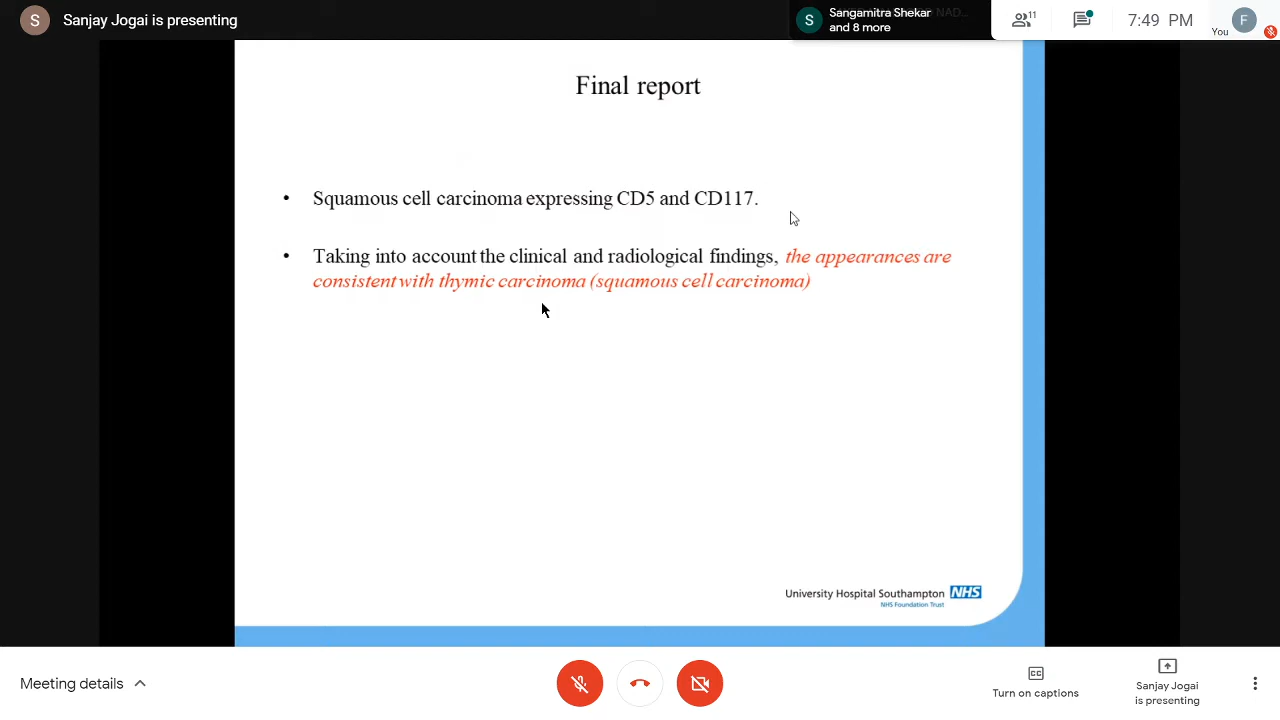 S
Sanjay Jogai is presenting
S
Sangamitra Shekar
and 8 more
11
7:49 PM
You
F
Final report
• Squamous cell carcinoma expressing CD5 and CD117.
• Taking into account the clinical and radiological findings, the appearances are
consistent with thymic carcinoma (squamous cell carcinoma)
University Hospital Southampton NHS
NHS Foundation Trust
Meeting details
CC
Turn on captions
Sanjay Jogai
is presenting